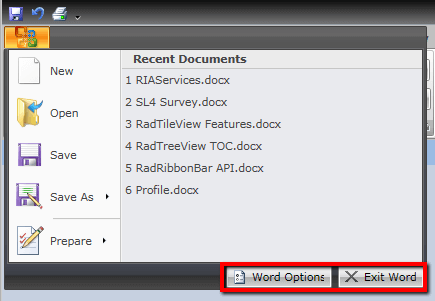 Recent Documents
New
1 RIAServices.docx
2 SL4 Survey.docx
Open
3 RadTileView Features.docx
4 RadTreeView TOC.docx
Save
5 RadRibbonBar API.docx
6 Profile.docx
Save As
Prepare
Word Options
Exit Word